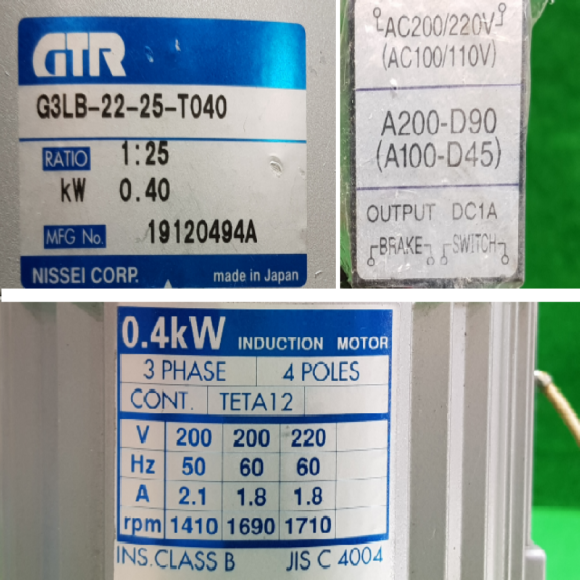 GTR
G3LB-22-25-T040
RATIO 1:25
kW 0.40
MFG No. 19120494A
NISSEI CORP. made in Japan
AC200/220V
(AC100/110V)
A200-D90
(A100-D45)
OUTPUT DC1A
BRAKE SWITCH
0.4kW INDUCTION MOTOR
3 PHASE 4 POLES
CONT. TETA12
V 200 200 220
Hz 50 60 60
A 2.1 1.8 1.8
rpm 1410 1690 1710
INS.CLASS B JIS C 4004